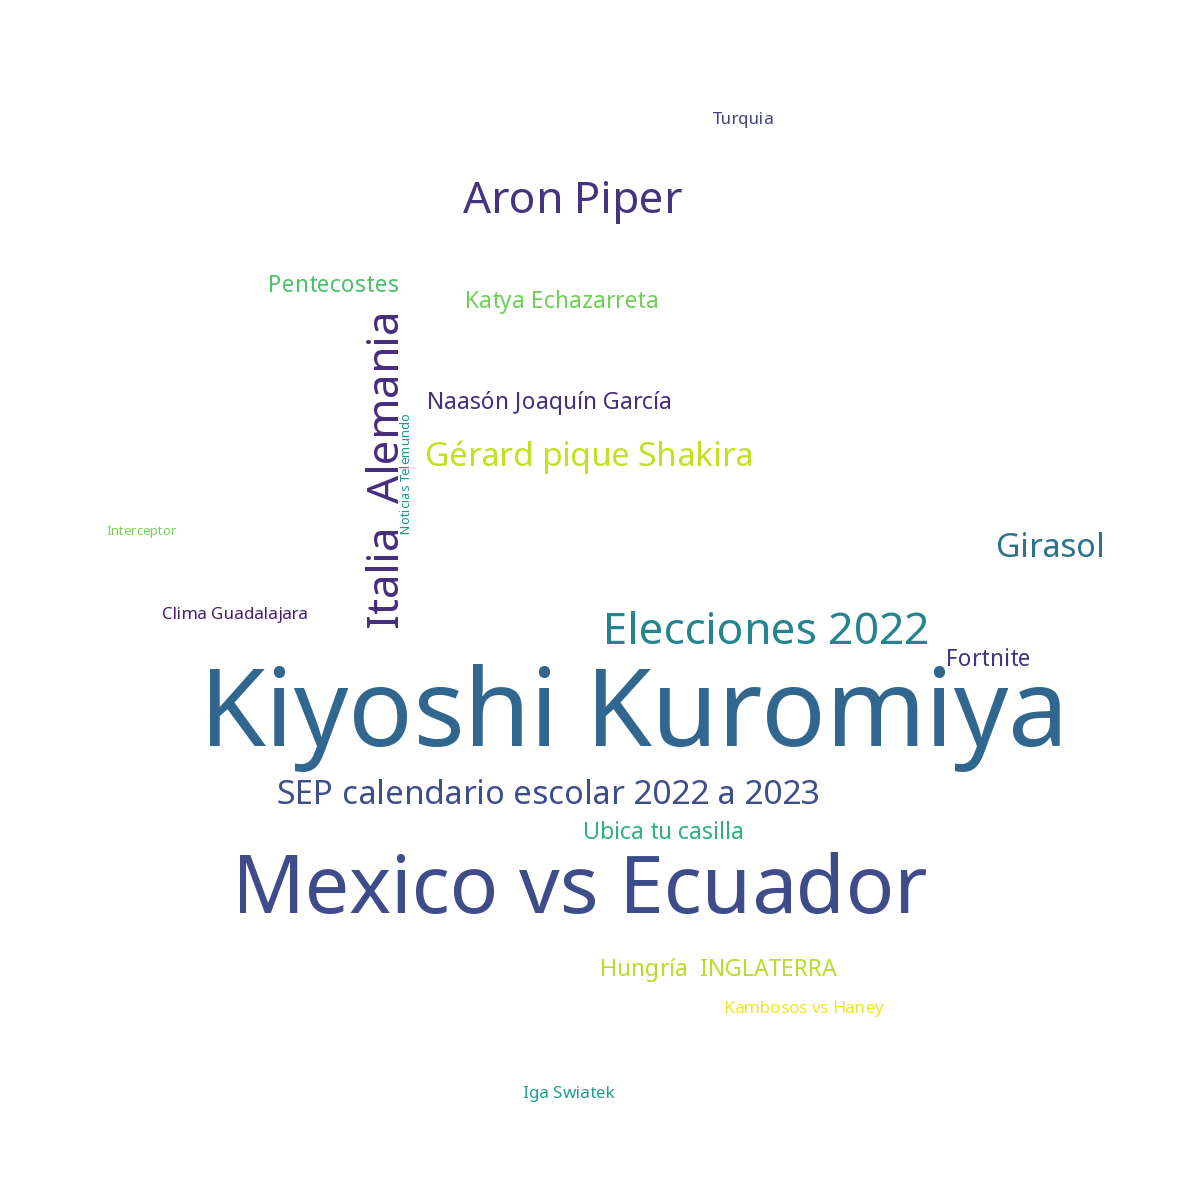 Turquia
Aron Piper
Pentecostes
Katya Echazarreta
Italia  Alemania
Naasón Joaquín García
Noticias Telemundo
Gérard pique Shakira
Interceptor
Girasol
Clima Guadalajara
Elecciones 2022
Fortnite
Kiyoshi Kuromiya
SEP calendario escolar 2022 a 2023
Ubica tu casilla
Mexico vs Ecuador
Hungría  INGLATERRA
Kambosos vs Haney
Iga Swiatek